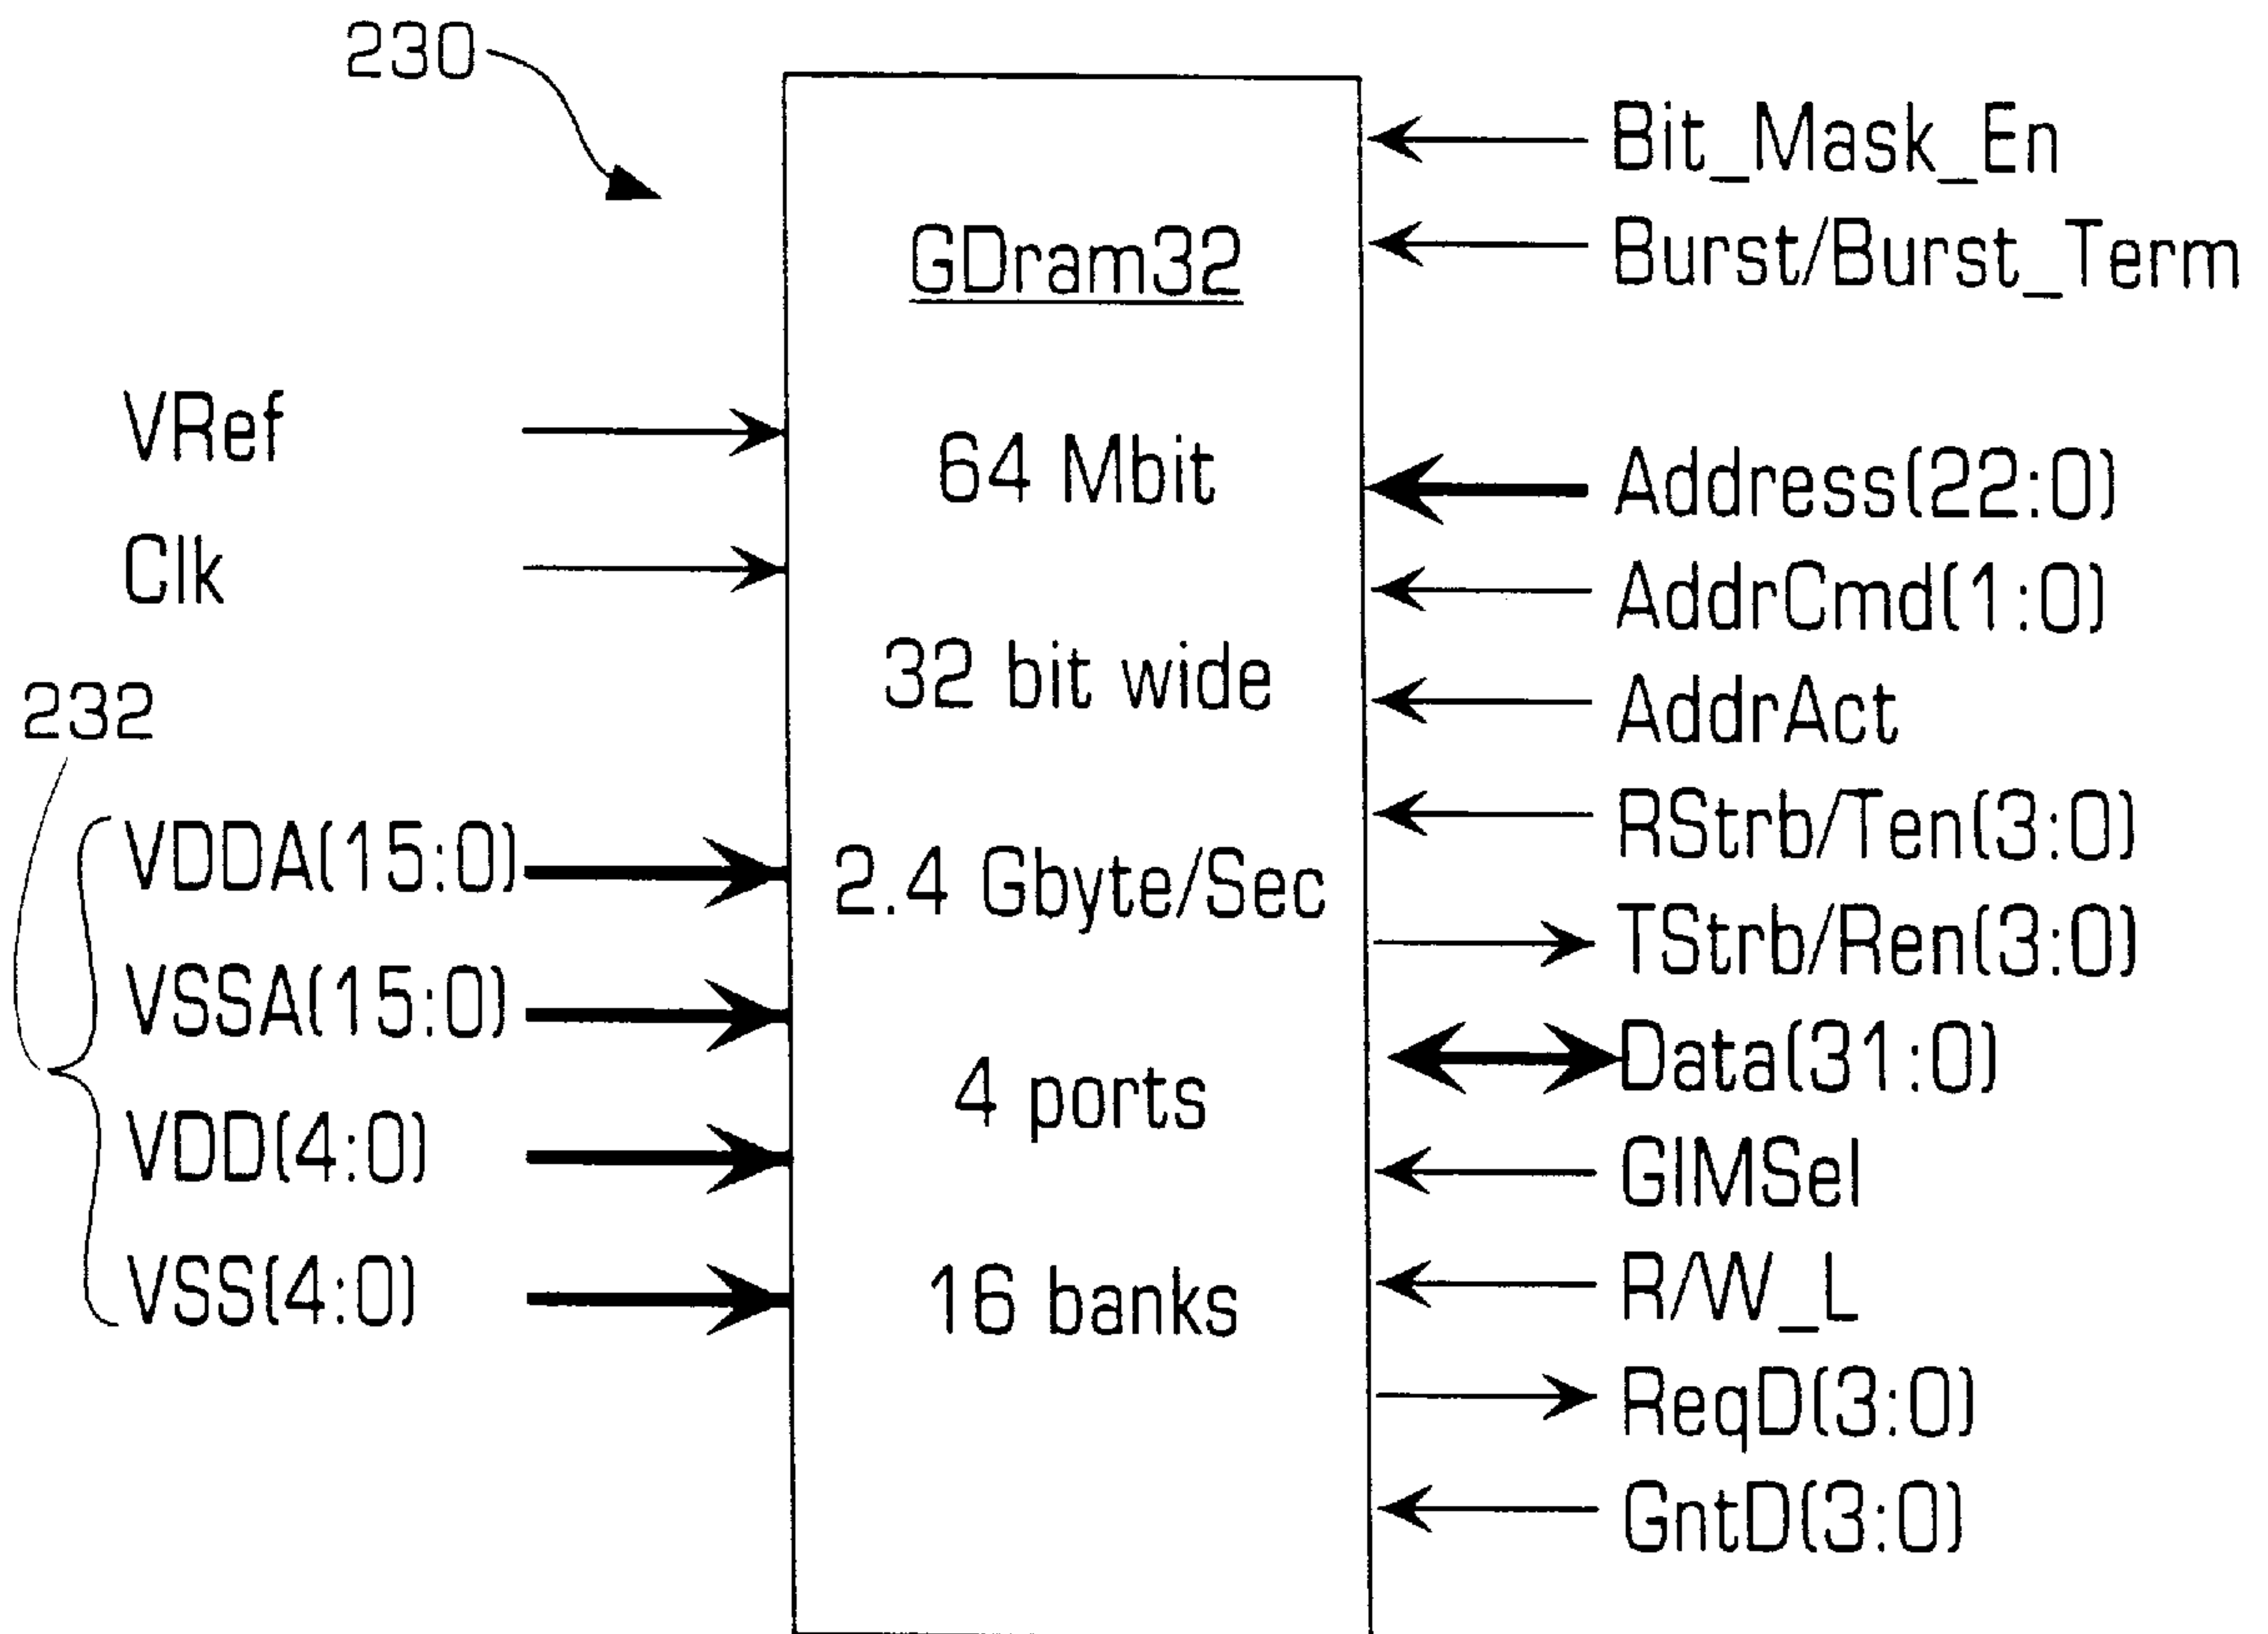 230
VRef
Clk
232
VDDA(15:0)
VSSA(15:0)
VDD(4:0)
VSS(4:0)
GDram32
64 Mbit
32 bit wide
2.4 Gbyte/Sec
4 ports
16 banks
Bit_Mask_En
Burst/Burst_Term
Address(22:0)
AddrCmd(1:0)
AddrAct
RStrb/Ten(3:0)
TStrb/Ren(3:0)
Data(31:0)
GIMSel
R/W_L
ReqD(3:0)
GntD(3:0)